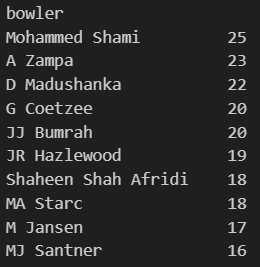 bowler
Mohammed Shami 25
A Zampa 23
D Madushanka 22
G Coetzee 20
JJ Bumrah 20
JR Hazlewood 19
Shaheen Shah Afridi 18
MA Starc 18
M Jansen 17
MJ Santner 16